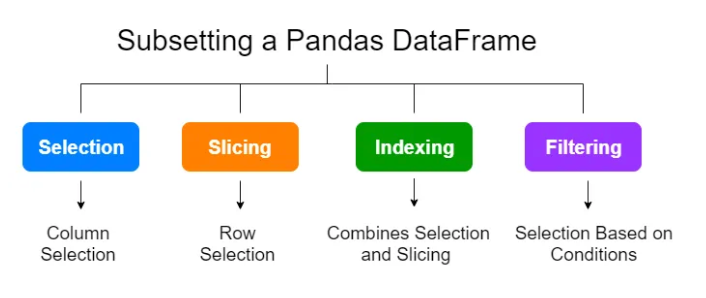 Subsetting a Pandas DataFrame
Selection
Slicing
Indexing
Filtering
Column
Selection
Row
Selection
Combines Selection
and Slicing
Selection Based on
Conditions